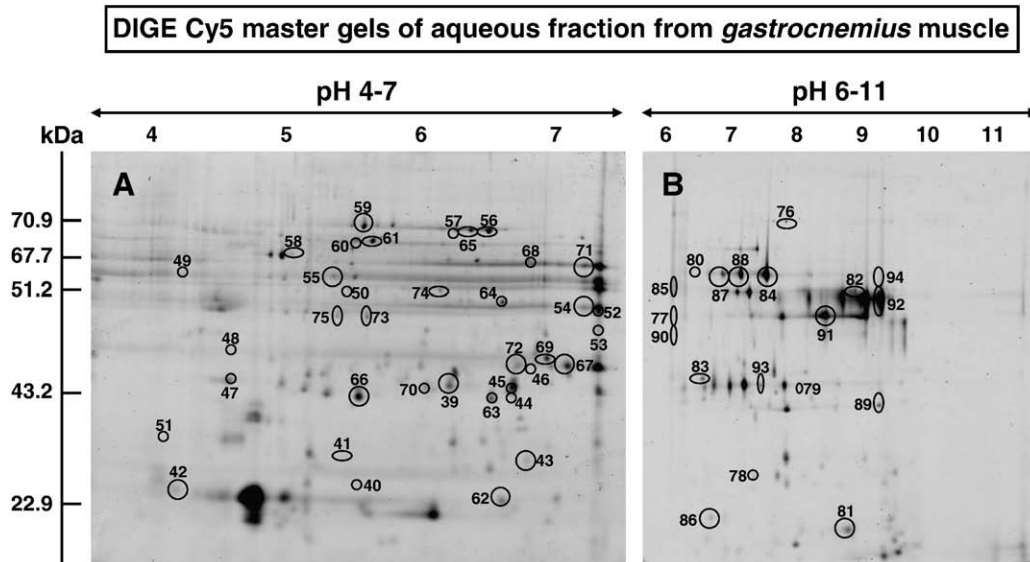 DIGE Cy5 master gels of aqueous fraction from gastrocnemius muscle
pH 4-7
pH 6-11
kDa
4 5 6 7
6 7 8 9 10 11
70.9
67.7
51.2
43.2
22.9
A
59
57 56
58 60 61 65
49 68 71
55 50 74 64 54 52
75 73 53
48 72 69
47 66 70 39 45 46 67
63 44
51 41 43
42 40 62
B
76
80 88 82 94
85 87 84 92
77 91
90
83 93 079
89
78
86 81